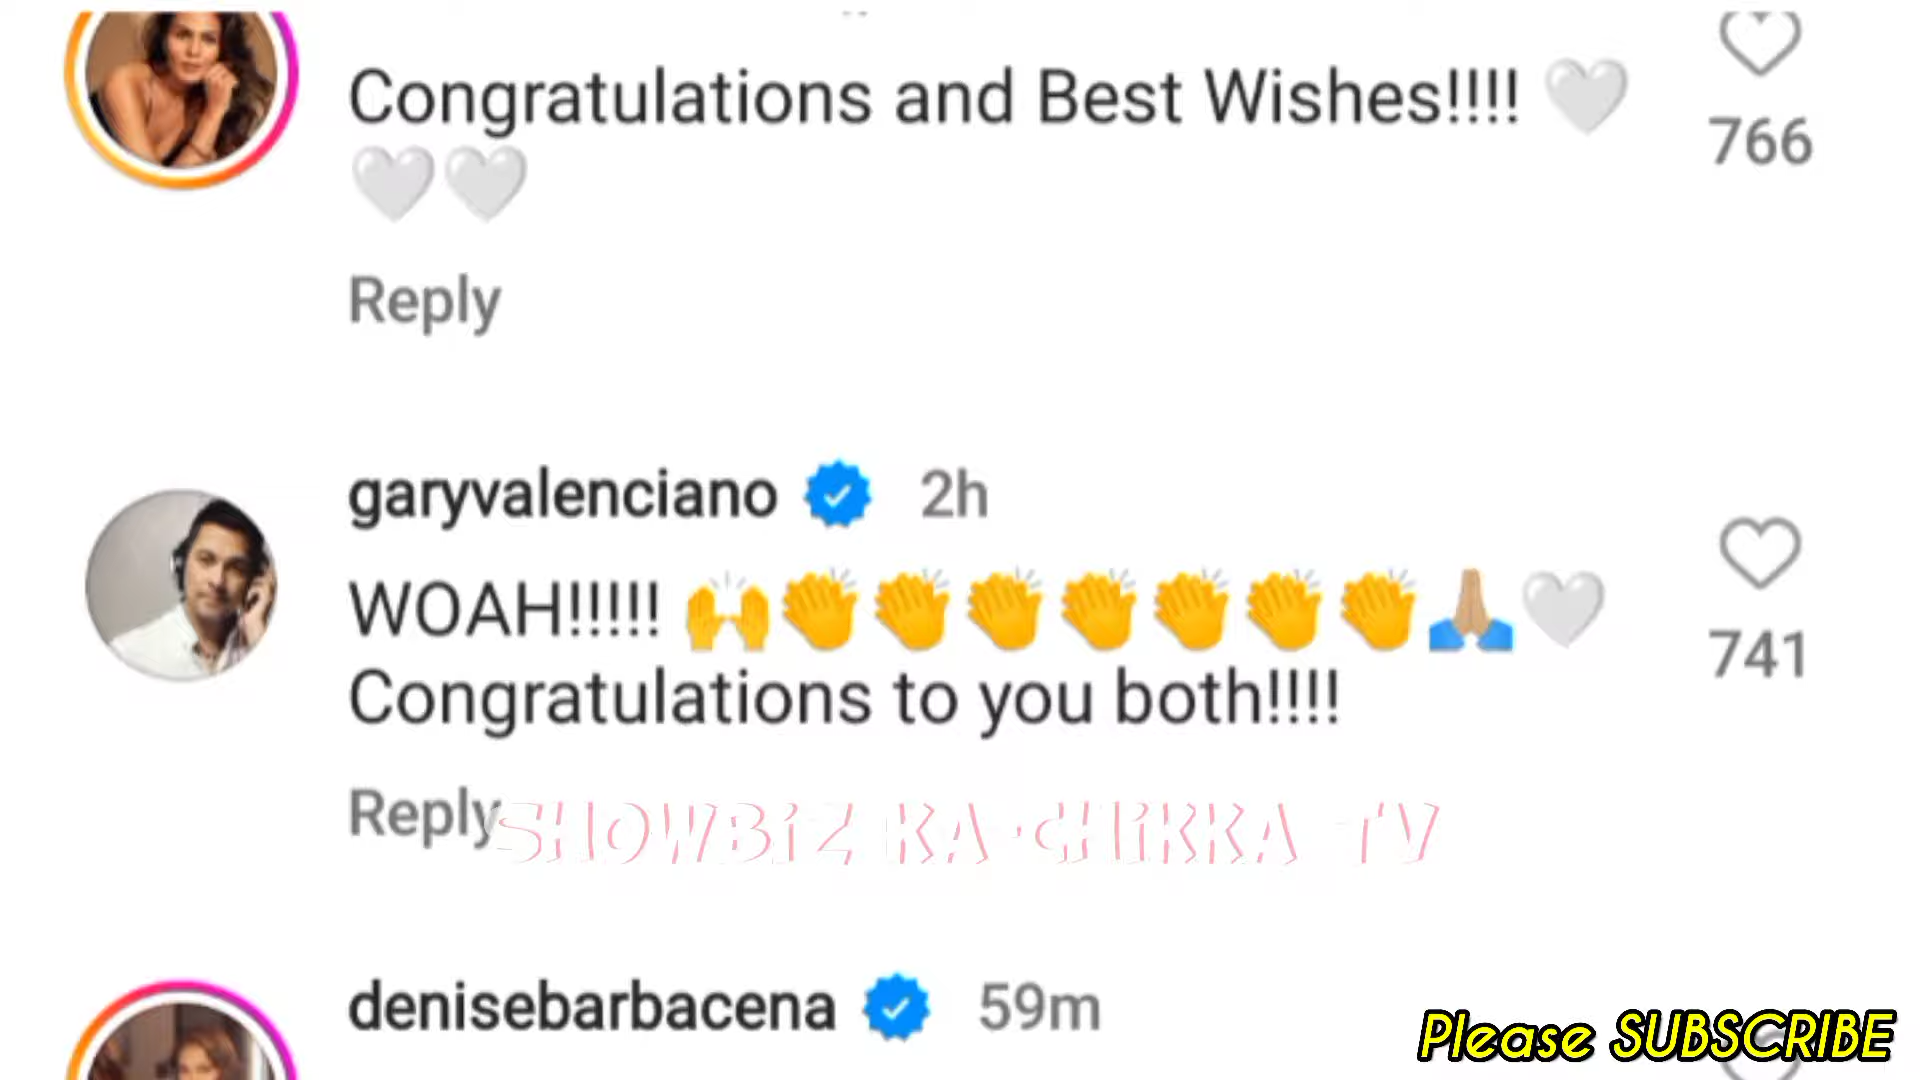 Congratulations and Best Wishes!!!! 🤍
🤍🤍
766
Reply
garyvalenciano 2h
WOAH!!!!! 🙌👏👏👏👏👏👏👏🙏🏼🤍
Congratulations to you both!!!!
741
Reply
SHOWBIZ KA-CHIKKA TV
denisebarbacena 59m
Please SUBSCRIBE